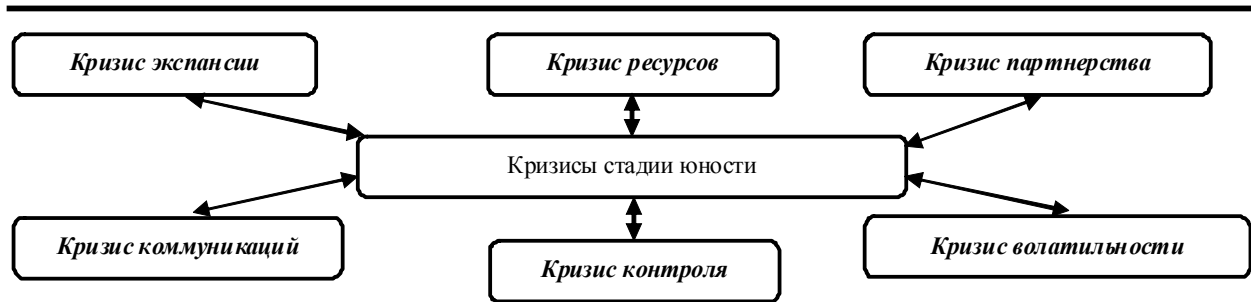 Кризис экспансии
Кризис ресурсов
Кризис партнерства
Кризисы стадии юности
Кризис коммуникаций
Кризис контроля
Кризис волатильности